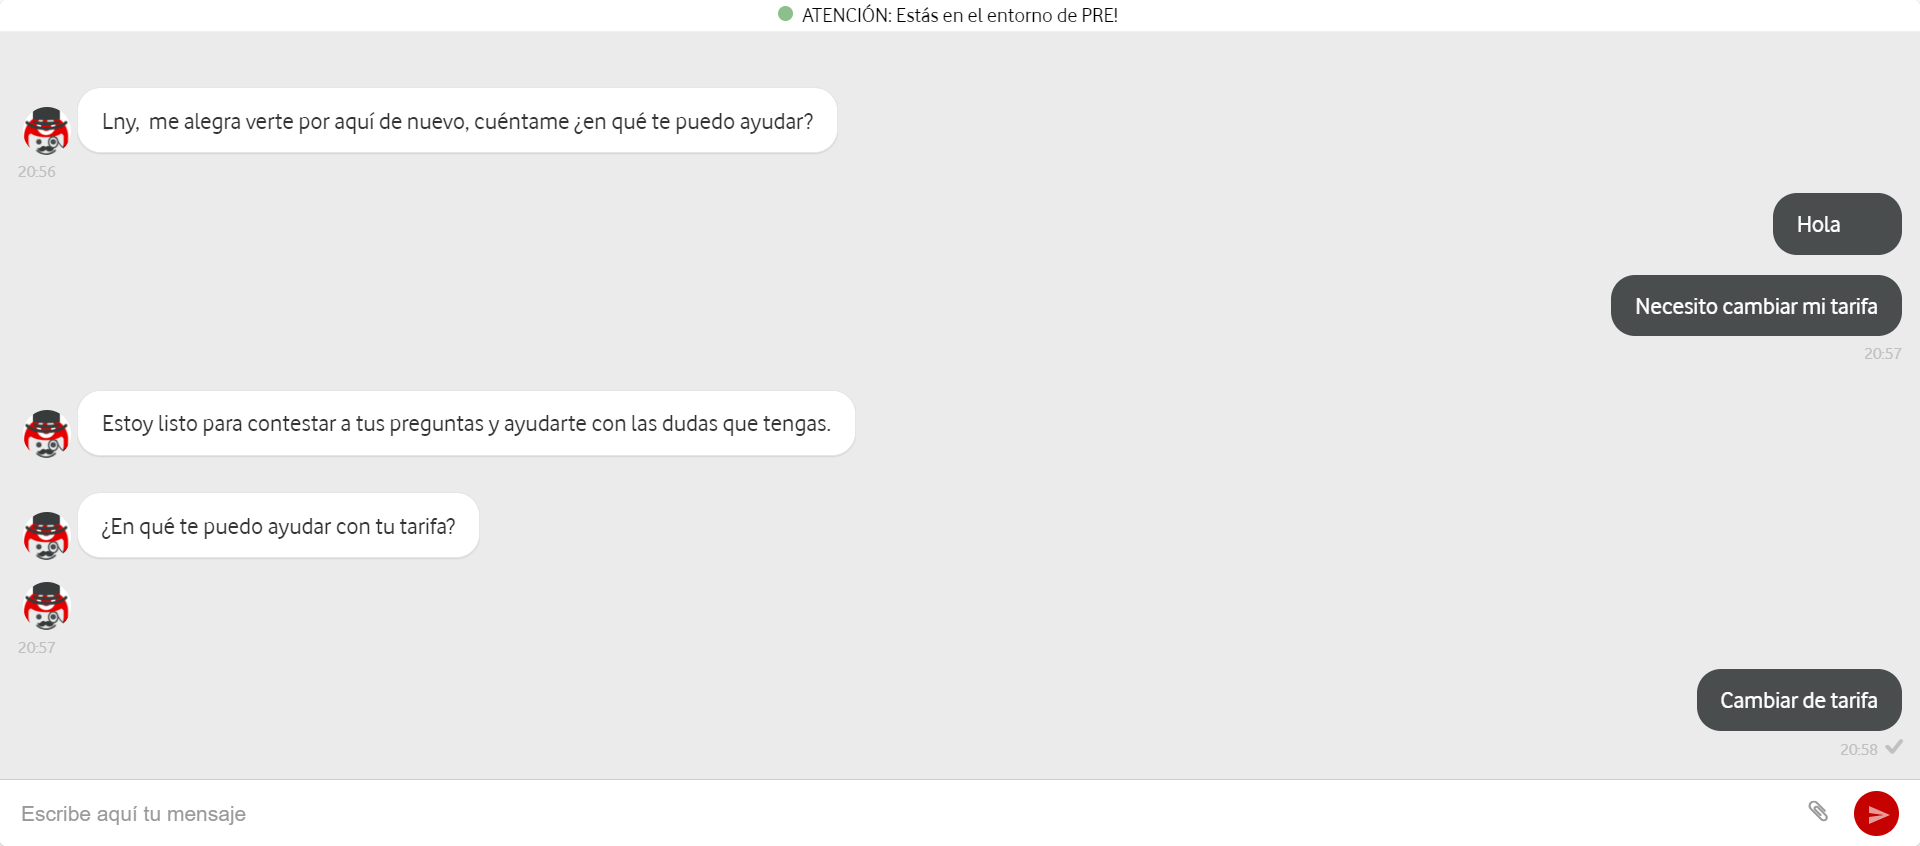 ATENCIÓN: Estás en el entorno de PRE!
Lny, me alegra verte por aquí de nuevo, cuéntame ¿en qué te puedo ayudar?
20:56
Hola
Necesito cambiar mi tarifa
20:57
Estoy listo para contestar a tus preguntas y ayudarte con las dudas que tengas.
¿En qué te puedo ayudar con tu tarifa?
20:57
Cambiar de tarifa
20:58
Escribe aquí tu mensaje